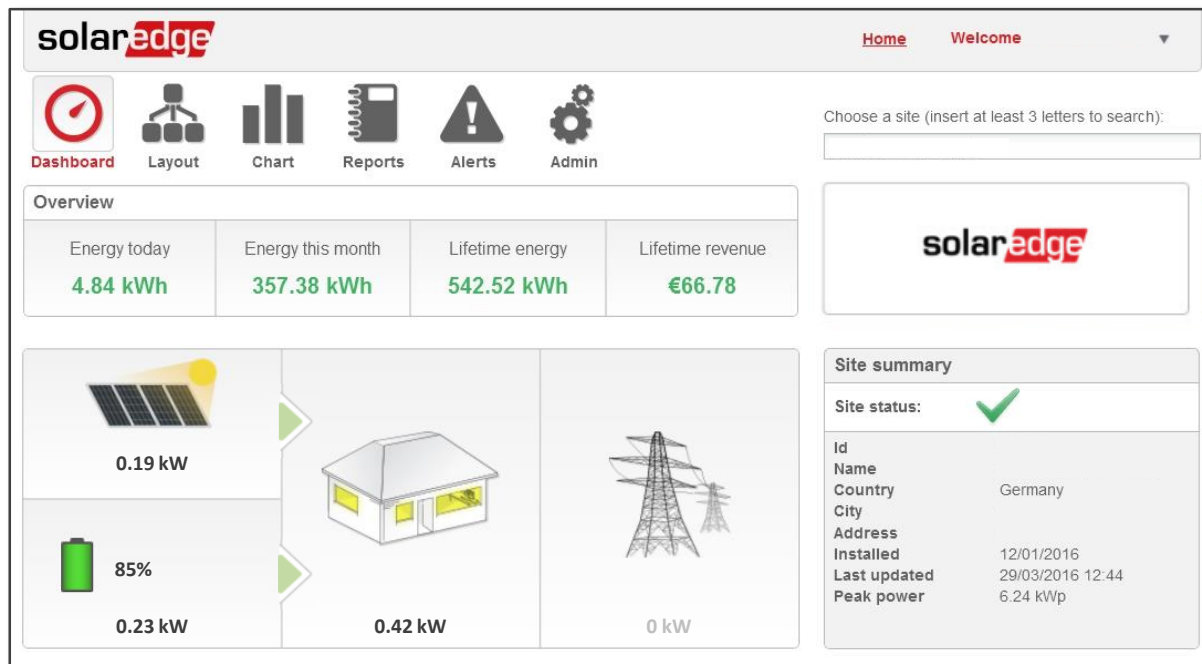 solaredge
Home Welcome
Dashboard Layout Chart Reports Alerts Admin
Choose a site (insert at least 3 letters to search):
Overview
Energy today Energy this month Lifetime energy Lifetime revenue
4.84 kWh 357.38 kWh 542.52 kWh €66.78
solaredge
0.19 kW
85%
0.23 kW 0.42 kW 0 kW
Site summary
Site status:
Id
Name
Country Germany
City
Address
Installed 12/01/2016
Last updated 29/03/2016 12:44
Peak power 6.24 kWp